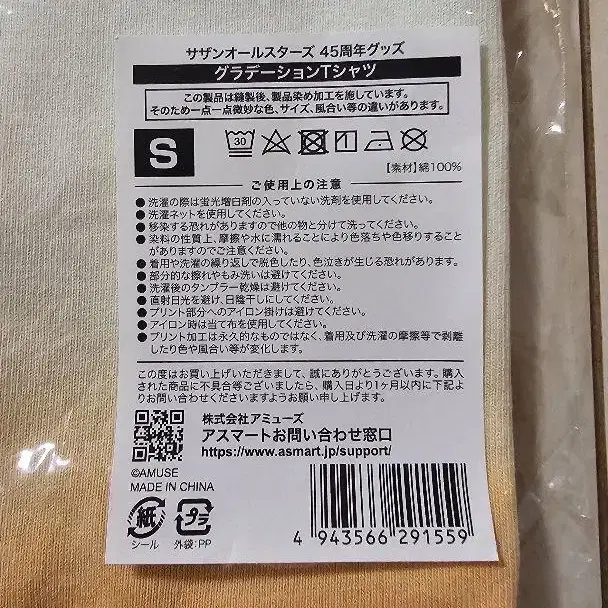 サザンオールスターズ 45周年グッズ
グラデーションTシャツ
この製品は縫製後、製品染め加工を施しています。
そのため一点一点微妙な色、サイズ、風合い等の違いがあります。
S
30
【素材】綿100%
ご使用上の注意
●洗濯の際は蛍光増白剤の入っていない洗剤を使用してください。
●洗濯ネットを使用してください。
●移染する恐れがありますので他の物と分けて洗ってください。
●染料の性質上、摩擦や水に濡れることにより色落ちや色移りすること
がありますのでご注意ください。
●着用や洗濯の繰り返しで脱色したり、色泣きが生じる恐れがあります。
●部分的な擦れやもみ洗いは避けてください。
●洗濯後のタンブラー乾燥は避けてください。
●直射日光を避け、日陰干しにしてください。
●プリント部分へのアイロン掛けは避けてください。
●アイロン時は当て布を使用してください。
●プリント加工は永久的なものではなく、着用及び洗濯の摩擦等で剥離
したり色や風合い等が変化します。
この度はお買い上げいただきまして、誠にありがとうございます。購入
された商品に不具合等ございましたら、購入日より1ヶ月以内に下記よ
りお問い合わせくださいますようお願い申し上げます。
株式会社アミューズ
アスマートお問い合わせ窓口
https://www.asmart.jp/support/
©AMUSE
MADE IN CHINA
紙
シール
プラ
外袋:PP
4 943566 291559